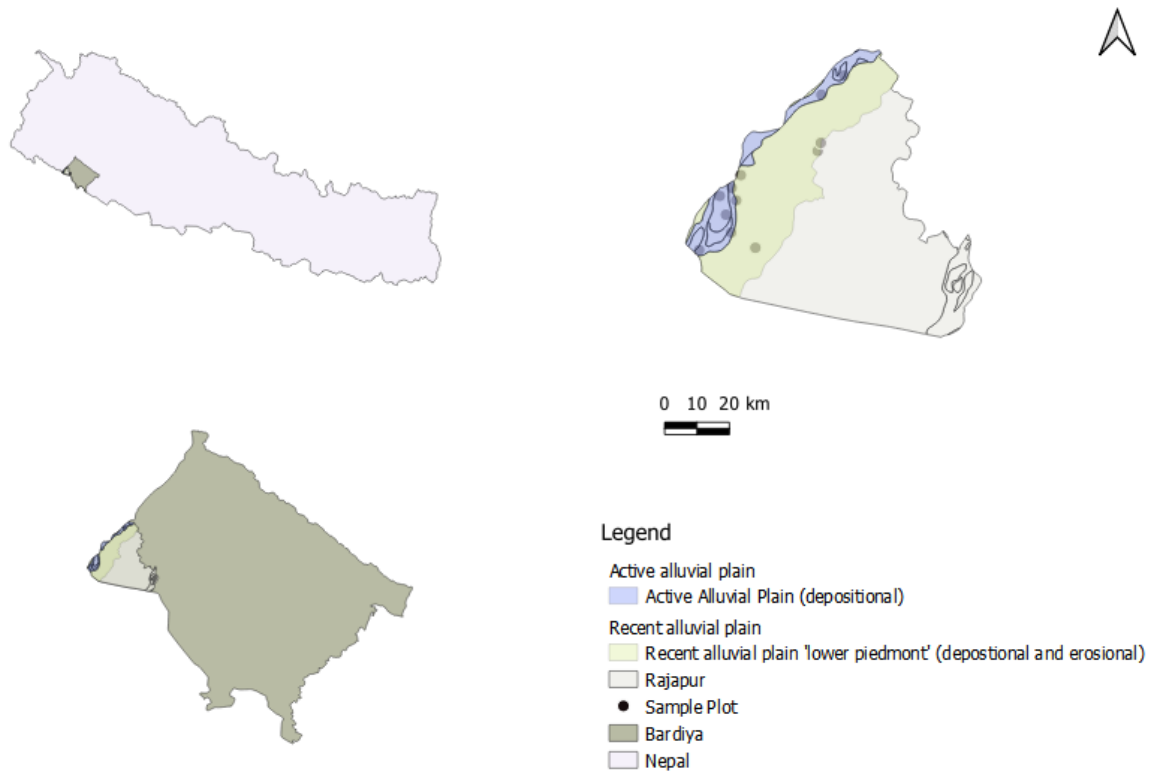 0 10 20 km
Legend
Active alluvial plain
Active Alluvial Plain (depositional)
Recent alluvial plain
Recent alluvial plain 'lower piedmont' (depostional and erosional)
Rajapur
Sample Plot
Bardiya
Nepal